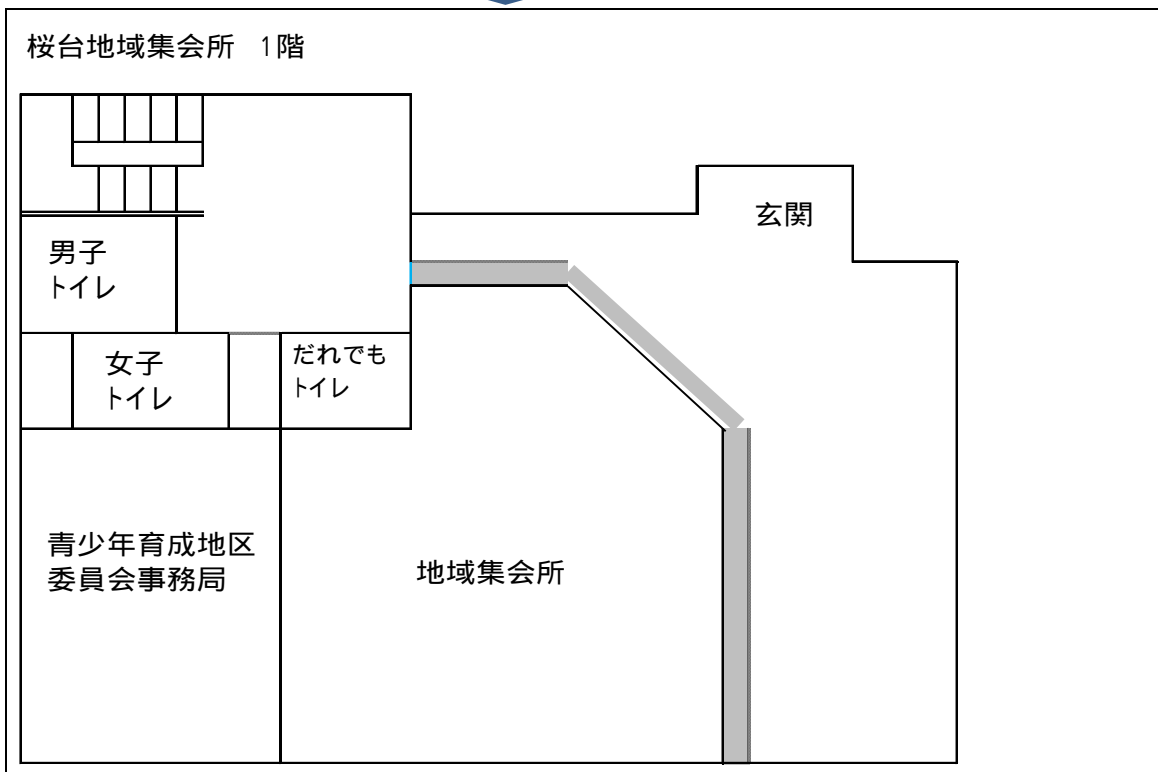 桜台地域集会所 1階
玄関
男子
トイレ
女子
トイレ
だれでも
トイレ
青少年育成地区
委員会事務局
地域集会所